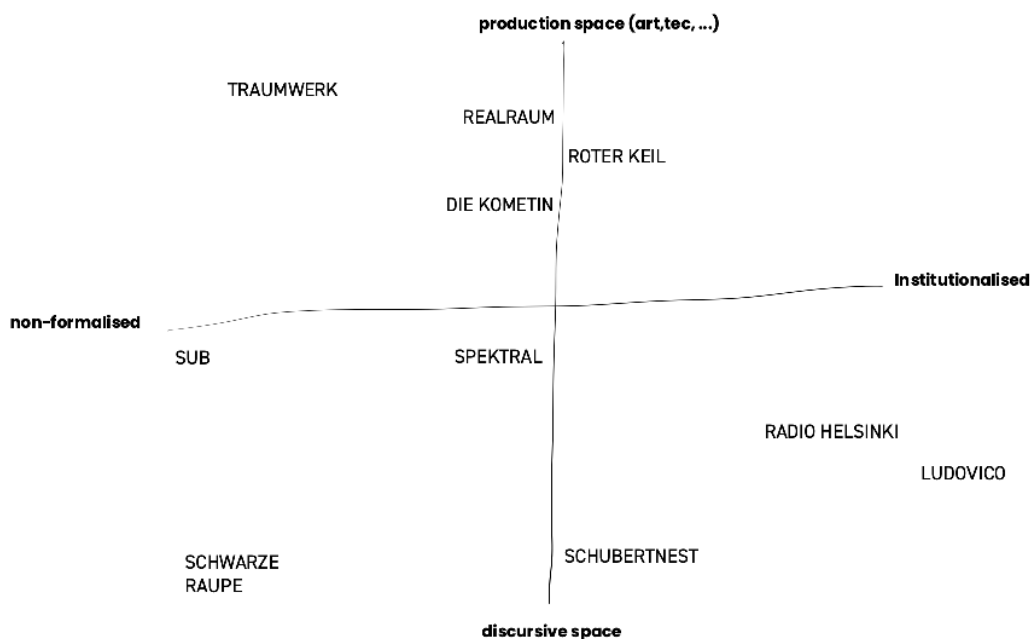 production space (art,tec, ...)
TRAUMWERK
REALRAUM
ROTER KEIL
DIE KOMETIN
Institutionalised
non-formalised
SUB
SPEKTRAL
RADIO HELSINKI
LUDOVICO
SCHUBERTNEST
SCHWARZE
RAUPE
discursive space